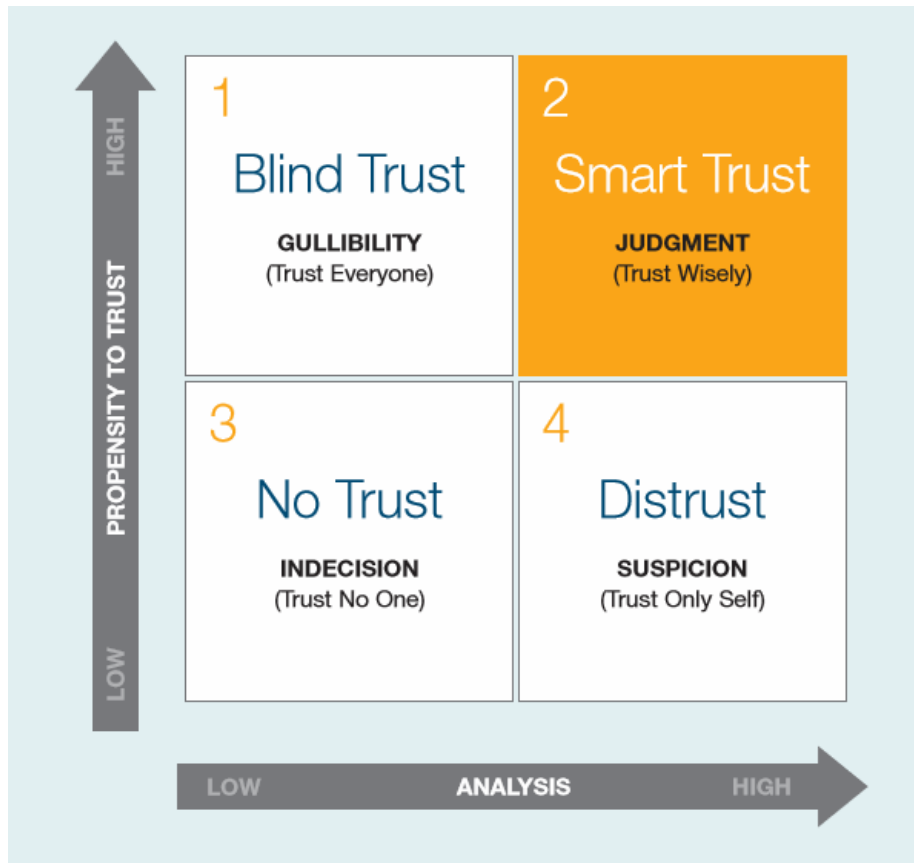 HIGH
PROPENSITY TO TRUST
LOW
1
Blind Trust
GULLIBILITY
(Trust Everyone)
2
Smart Trust
JUDGMENT
(Trust Wisely)
3
No Trust
INDECISION
(Trust No One)
4
Distrust
SUSPICION
(Trust Only Self)
LOW
ANALYSIS
HIGH